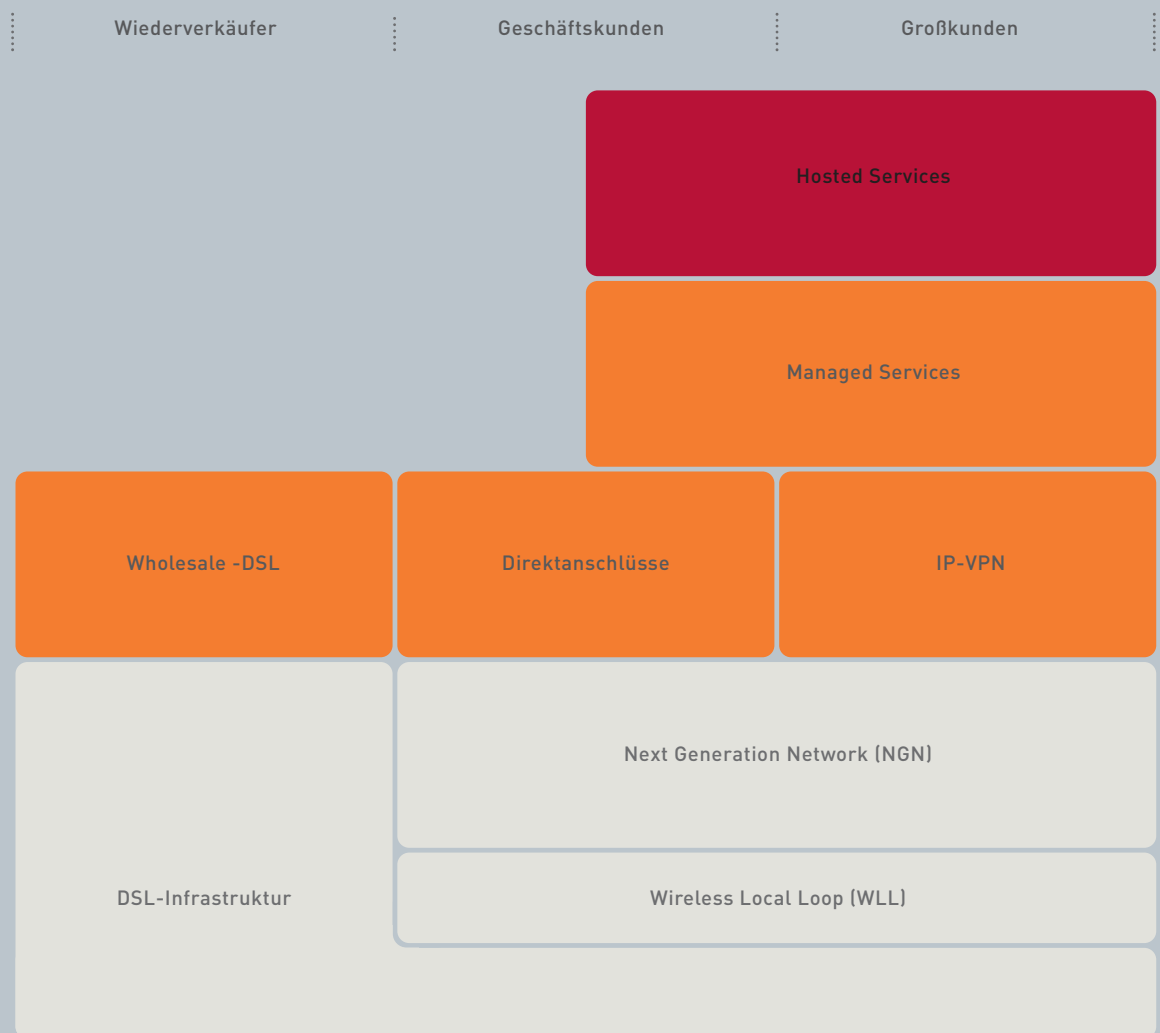 Wiederverkäufer
Geschäftskunden
Großkunden
Hosted Services
Managed Services
Wholesale -DSL
Direktanschlüsse
IP-VPN
Next Generation Network (NGN)
DSL-Infrastruktur
Wireless Local Loop (WLL)